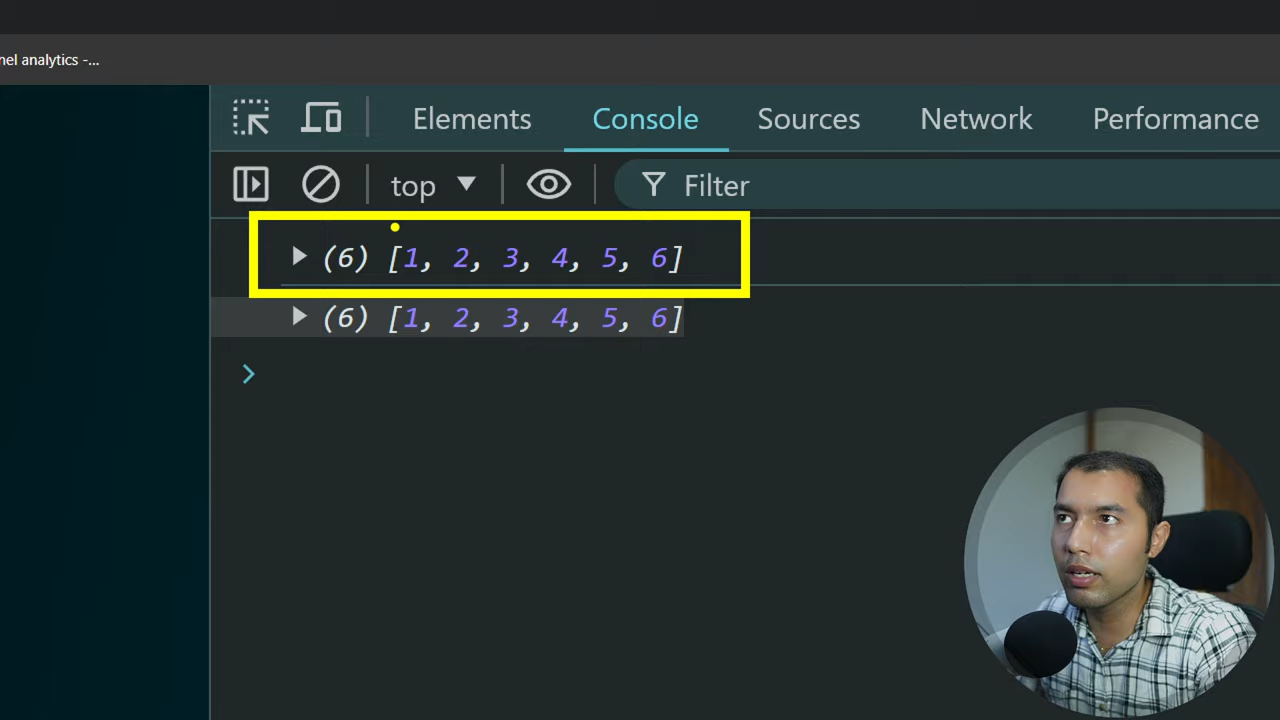 nel analytics -...
Elements Console Sources Network Performance
top Filter
(6) [1, 2, 3, 4, 5, 6]
(6) [1, 2, 3, 4, 5, 6]